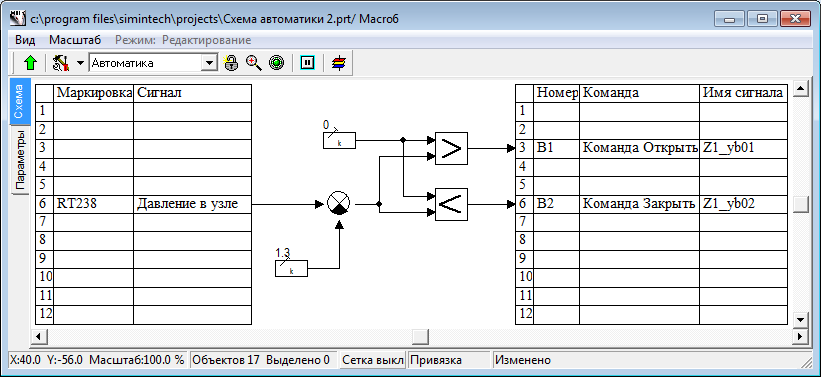 c:\program files\simintech\projects\Схема автоматики 2.prt/ Macro6
Вид Масштаб Режим: Редактирование
Автоматика
Схема
Параметры
Маркировка Сигнал
1
2
3
4
5
6 RT238 Давление в узле
7
8
9
10
11
12
0
k
1.3
k
>
<
Номер Команда Имя сигнала
1
2
3 B1 Команда Открыть Z1_yb01
4
5
6 B2 Команда Закрыть Z1_yb02
7
8
9
10
11
12
X:40.0 Y:-56.0 Масштаб:100.0 % Объектов 17 Выделено 0 Сетка выкл Привязка Изменено